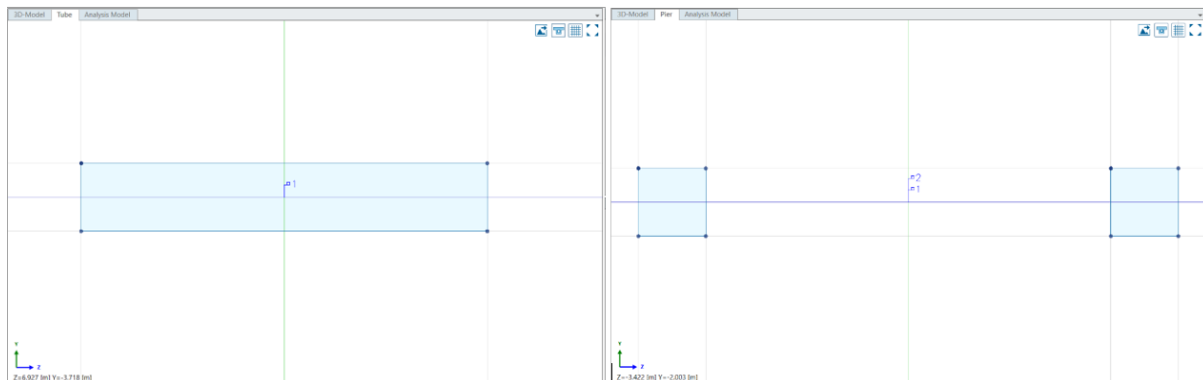 3D-Model Tube Analysis Model
1
Y
Z
Z=6.927 [m] Y=-3.718 [m]
3D-Model Pier Analysis Model
2
1
Y
Z
Z=-3.422 [m] Y=-2.003 [m]